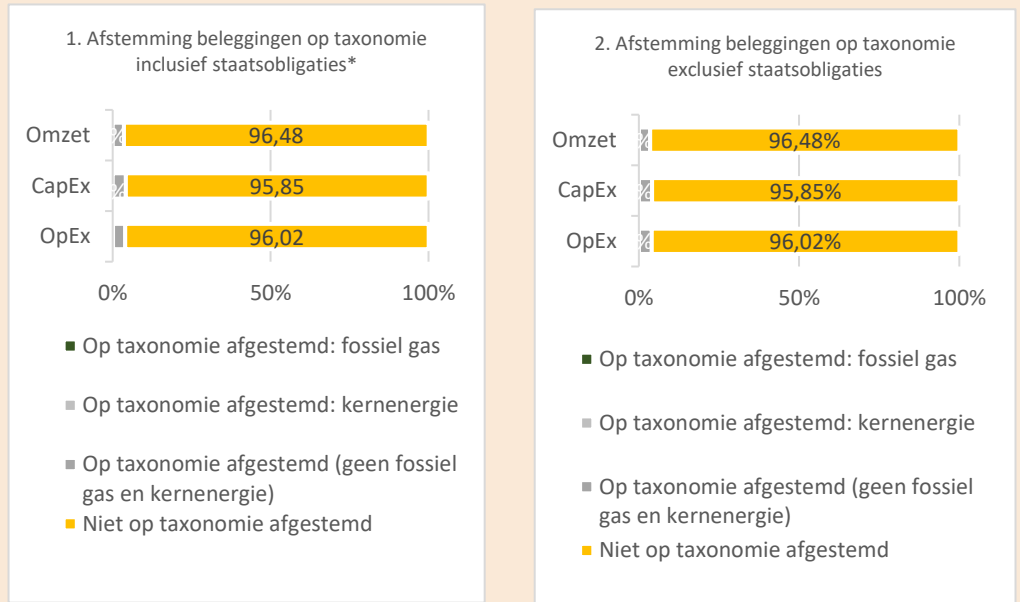 1. Afstemming beleggingen op taxonomie
inclusief staatsobligaties*
Omzet
96,48
CapEx
95,85
OpEx
96,02
0%
50%
100%
■ Op taxonomie afgestemd: fossiel gas
■ Op taxonomie afgestemd: kernenergie
■ Op taxonomie afgestemd (geen fossiel
gas en kernenergie)
■ Niet op taxonomie afgestemd
2. Afstemming beleggingen op taxonomie
exclusief staatsobligaties
Omzet
96,48%
CapEx
95,85%
OpEx
96,02%
0%
50%
100%
■ Op taxonomie afgestemd: fossiel gas
■ Op taxonomie afgestemd: kernenergie
■ Op taxonomie afgestemd (geen fossiel
gas en kernenergie)
■ Niet op taxonomie afgestemd